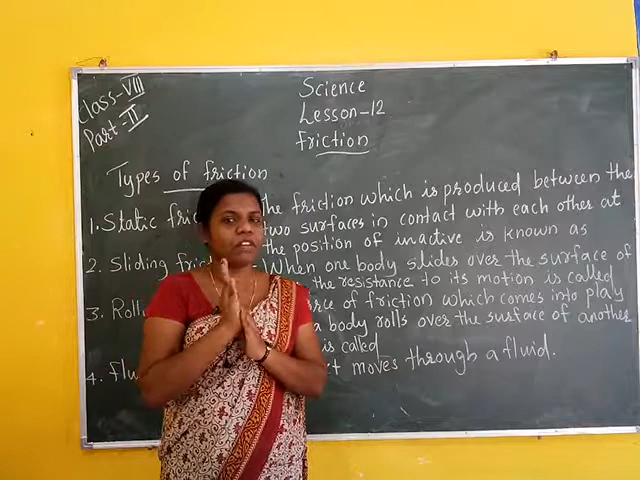 Class-VIII
Part-II
Science
Lesson-12
Friction
Types of friction
1. Static fric the friction which is produced between the
two surfaces in contact with each other at
the position of inactive is known as
2. Sliding fric When one body slides over the surface of
the resistance to its motion is called
3. Roll rce of friction which comes into play
a body rolls over the surface of another
is called
4. flu ct moves through a fluid.